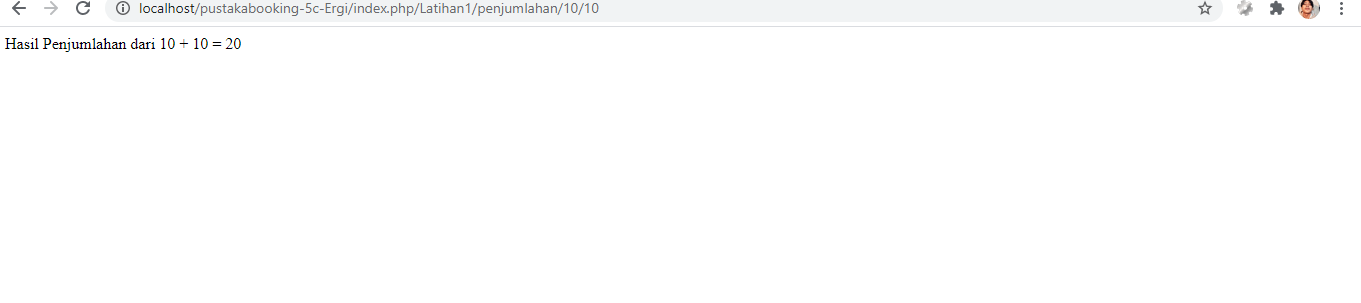 localhost/pustakabooking-5c-Ergi/index.php/Latihan1/penjumlahan/10/10
Hasil Penjumlahan dari 10 + 10 = 20